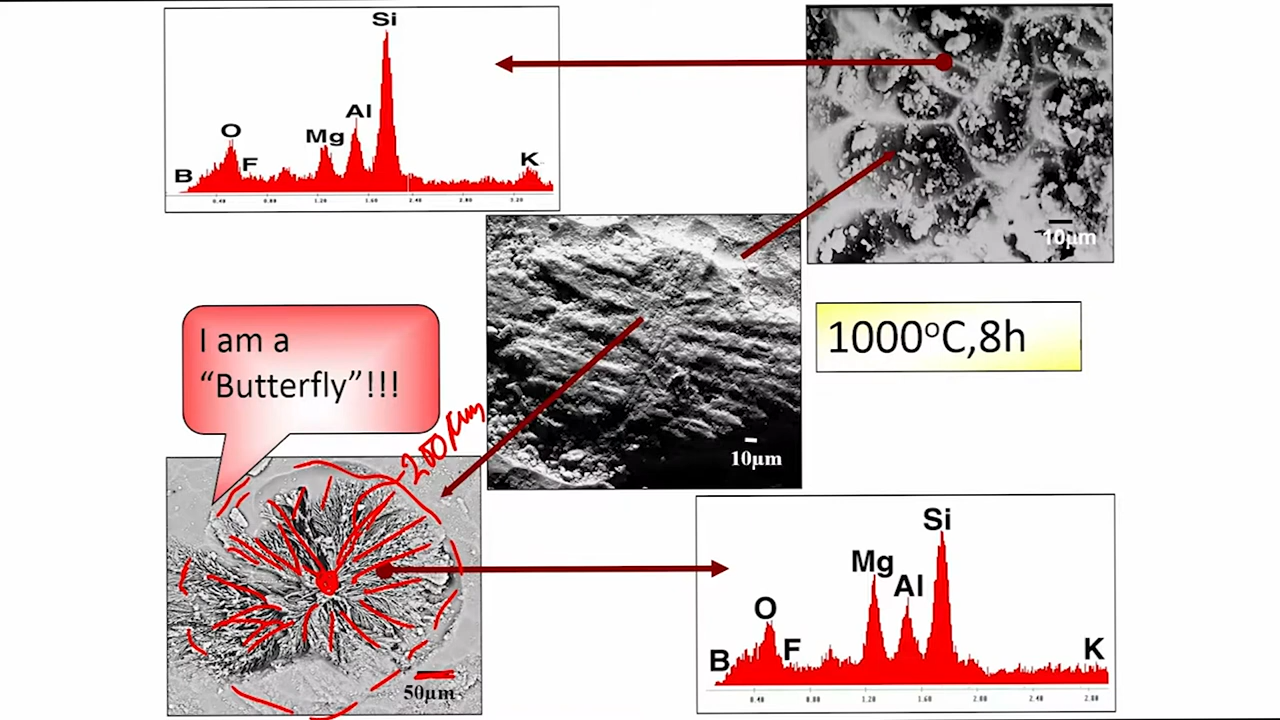 Si
Al
O
Mg
F
K
B
0.40 0.80 1.20 1.60 2.40 2.80 3.20
10μm
1000°C,8h
I am a
“Butterfly”!!!
200 μm
10μm
50μm
Si
Mg
Al
O
F
K
B
0.40 0.80 1.20 1.60 2.00 2.40 2.80